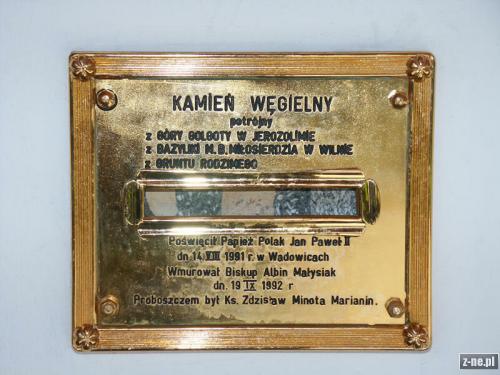 KAMIEŃ WĘGIELNY
potrójny
z GÓRY GOLGOTY W JEROZOLIMIE
z BAZYLIKI M.B. MIŁOSIERDZIA W WILNIE
z GRUNTU RODZIMEGO
Poświęcił Papież Polak Jan Paweł II
dn 14 VIII 1991 r. w Wadowicach
Wmurował Biskup Albin Małysiak
dn. 19 IX 1992 r
Proboszczem był Ks. Zdzisław Minota Marianin.
z-ne.pl